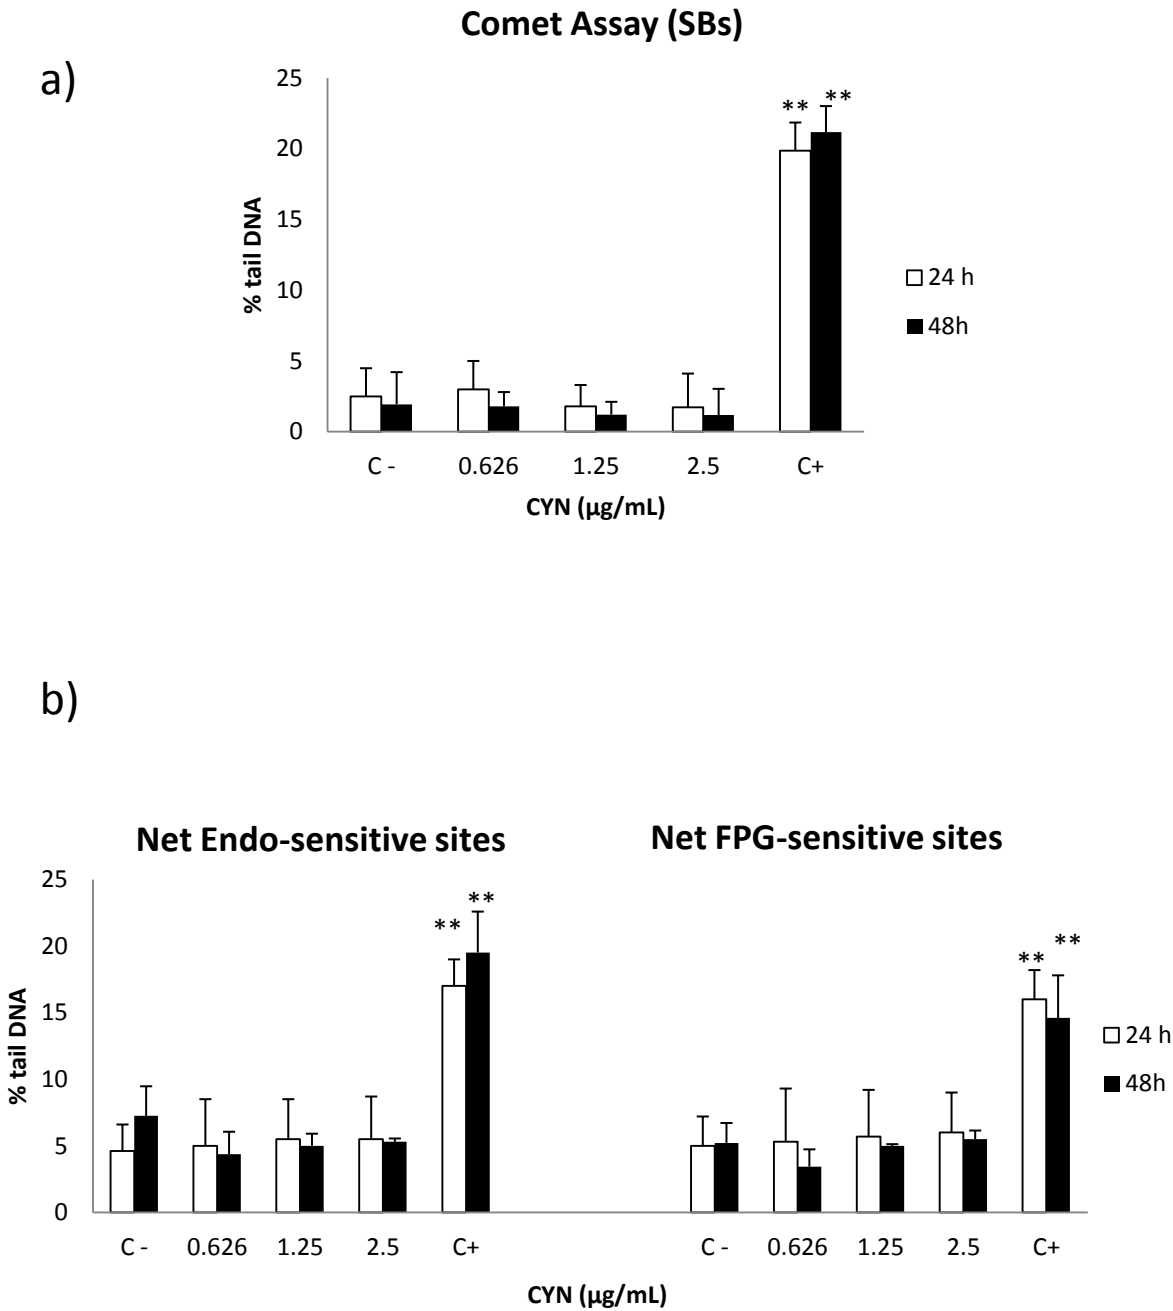 Comet Assay (SBs)
a)
25
20
15
10
5
0
% tail DNA
** **
C - 0.626 1.25 2.5 C+
CYN (µg/mL)
24 h
48h
b)
Net Endo-sensitive sites
Net FPG-sensitive sites
25
20
15
10
5
0
% tail DNA
** **
** **
C - 0.626 1.25 2.5 C+ C - 0.626 1.25 2.5 C+
CYN (µg/mL)
24 h
48h